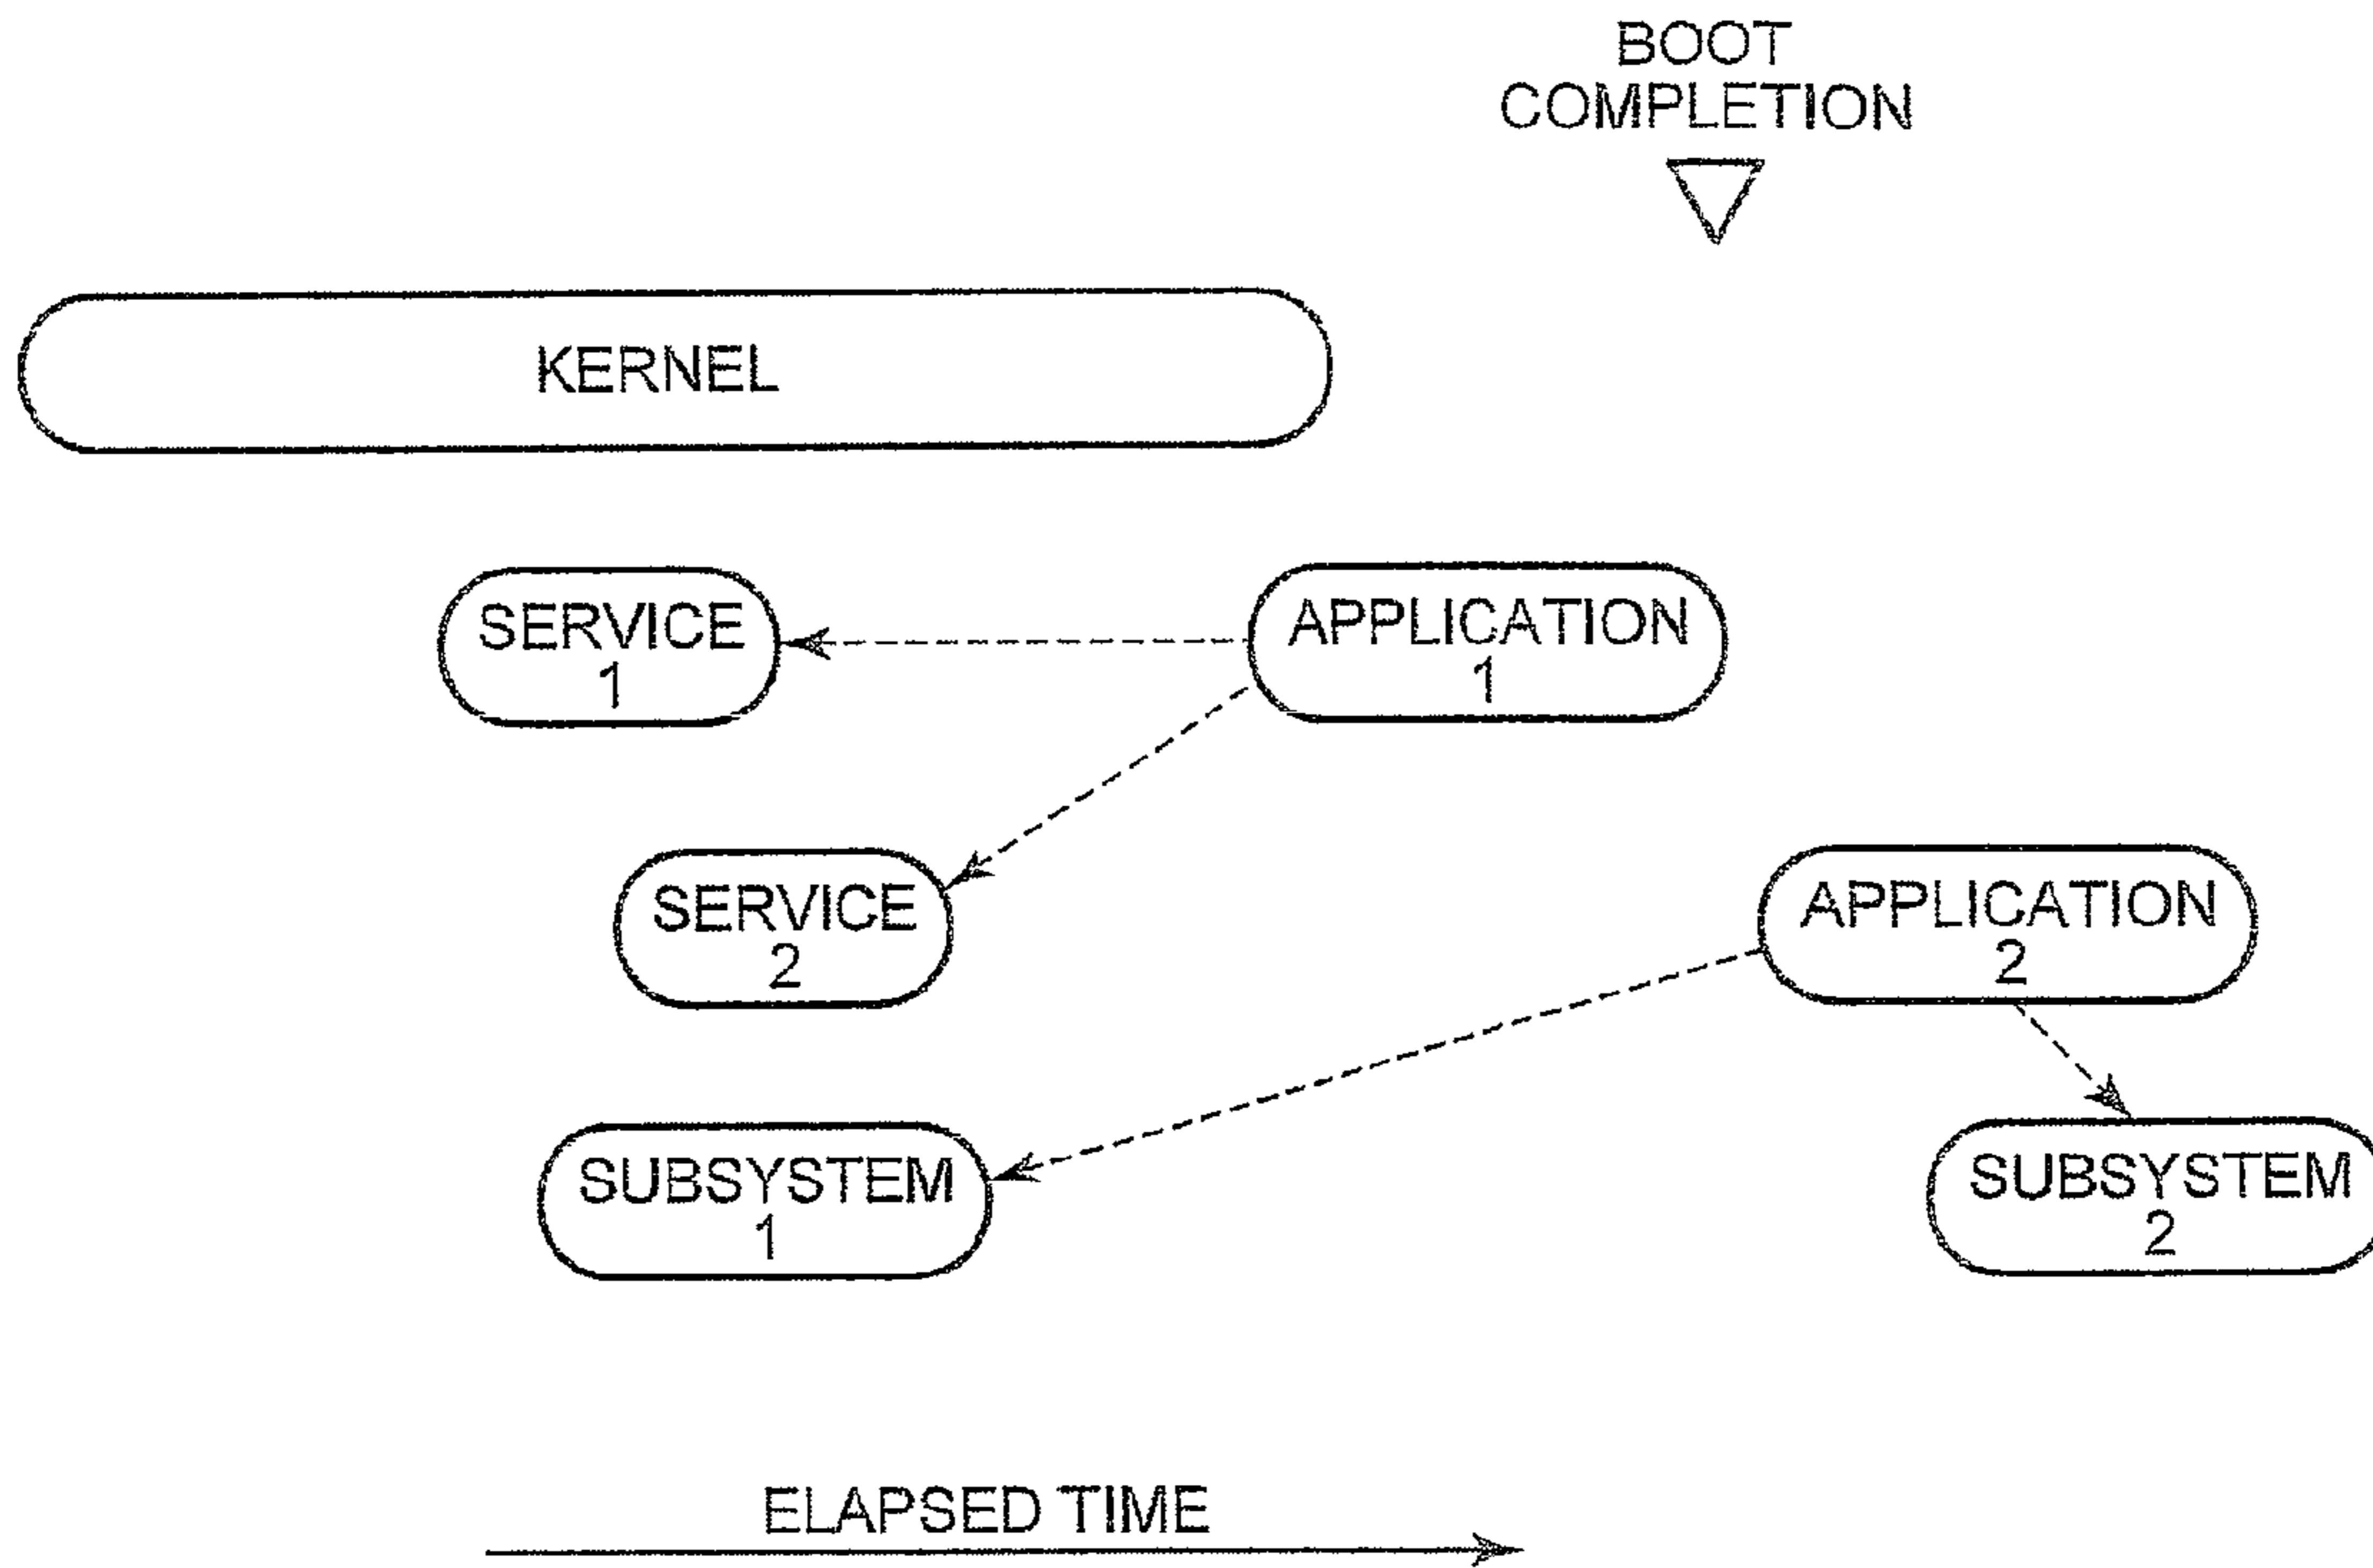 BOOT
COMPLETION
KERNEL
SERVICE
1
APPLICATION
1
SERVICE
2
APPLICATION
2
SUBSYSTEM
1
SUBSYSTEM
2
ELAPSED TIME